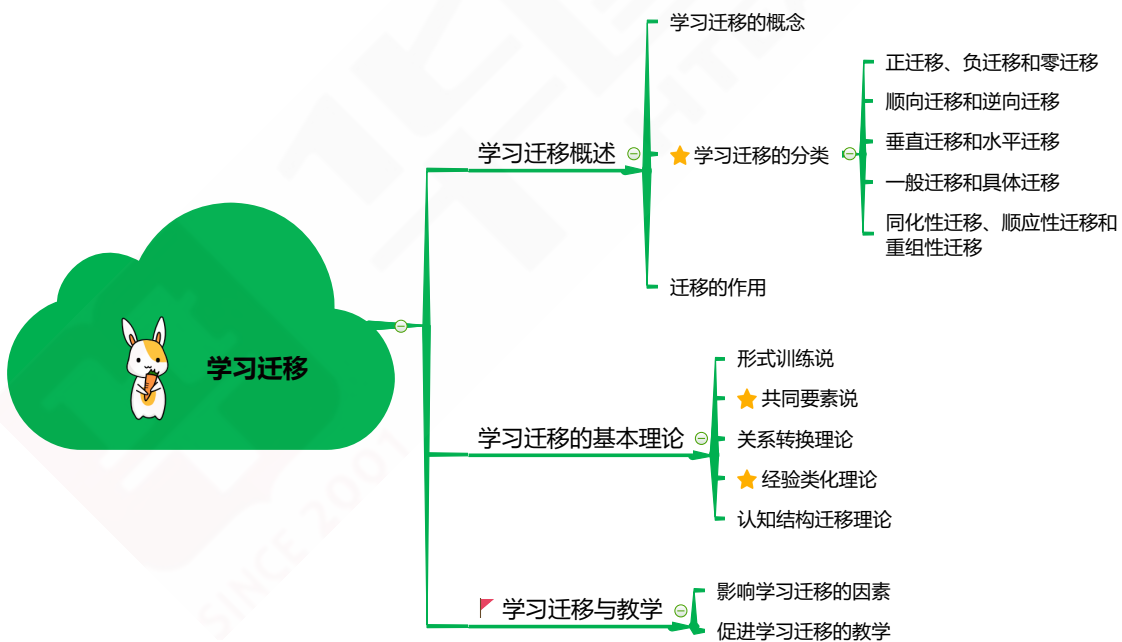 学习迁移
学习迁移概述
学习迁移的概念
学习迁移的分类
正迁移、负迁移和零迁移
顺向迁移和逆向迁移
垂直迁移和水平迁移
一般迁移和具体迁移
同化性迁移、顺应性迁移和
重组性迁移
迁移的作用
学习迁移的基本理论
形式训练说
共同要素说
关系转换理论
经验类化理论
认知结构迁移理论
学习迁移与教学
影响学习迁移的因素
促进学习迁移的教学
SINCE 2001